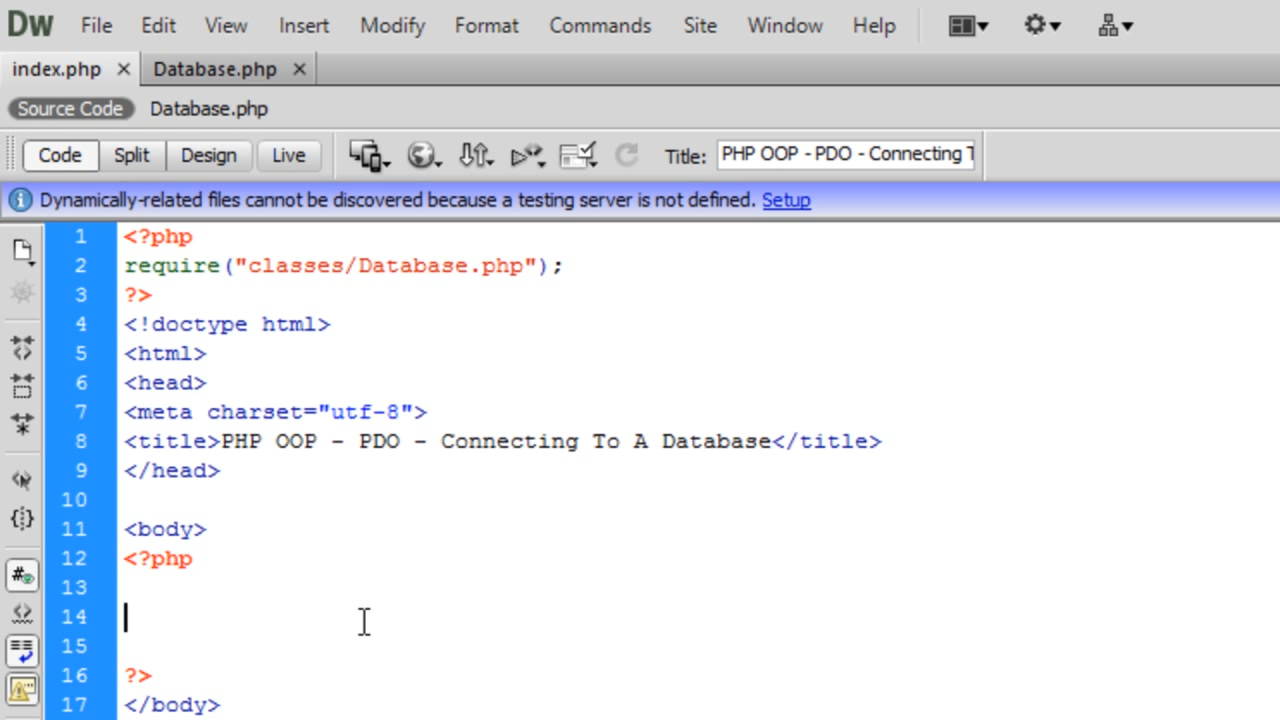 Dw File Edit View Insert Modify Format Commands Site Window Help
index.php × Database.php ×
Source Code Database.php
Code Split Design Live Title: PHP OOP - PDO - Connecting T
Dynamically-related files cannot be discovered because a testing server is not defined. Setup
1 <?php
2 require("classes/Database.php");
3 ?>
4 <!doctype html>
5 <html>
6 <head>
7 <meta charset="utf-8">
8 <title>PHP OOP - PDO - Connecting To A Database</title>
9 </head>
10
11 <body>
12 <?php
13
14
15
16 ?>
17 </body>